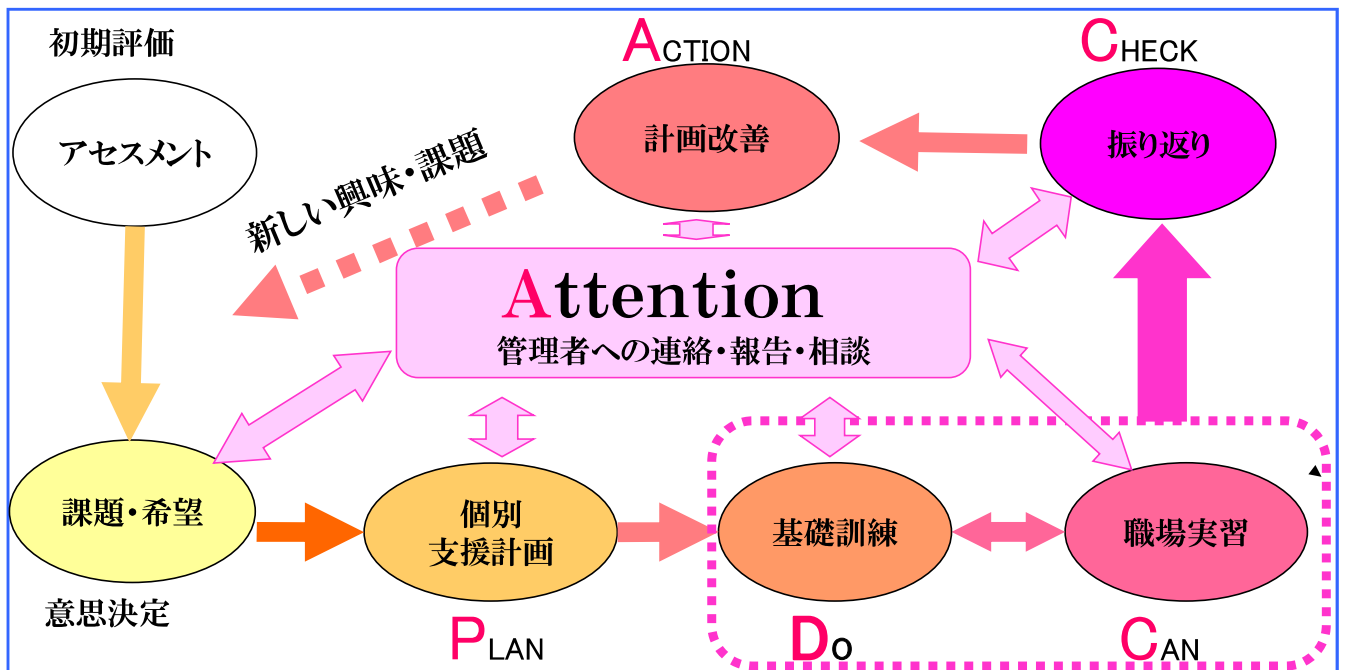 初期評価
ACTION
CHECK
アセスメント
計画改善
振り返り
新しい興味・課題
Attention
管理者への連絡・報告・相談
課題・希望
個別
支援計画
基礎訓練
職場実習
意思決定
PLAN
DO
CAN